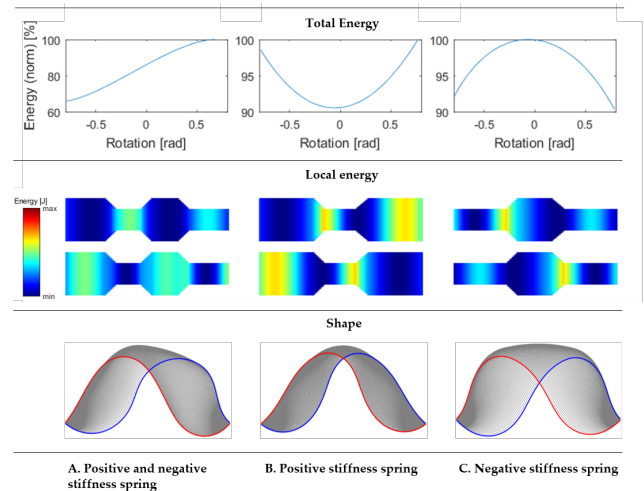 Total Energy
Energy (norm) [%]
100
80
60
-0.5 0 0.5
Rotation [rad]
100
95
90
-0.5 0 0.5
Rotation [rad]
100
95
90
-0.5 0 0.5
Rotation [rad]
Local energy
Energy [J]
max
min
Shape
A. Positive and negative
stiffness spring
B. Positive stiffness spring
C. Negative stiffness spring